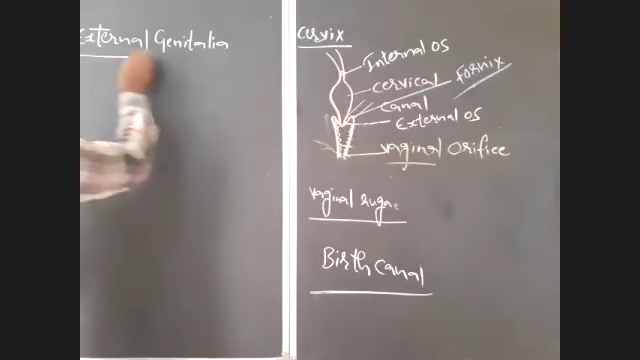 External Genitalia
Cervix
Internal OS
cervical
canal
Fornix
External OS
vaginal Orifice
vaginal rugae
Birth Canal